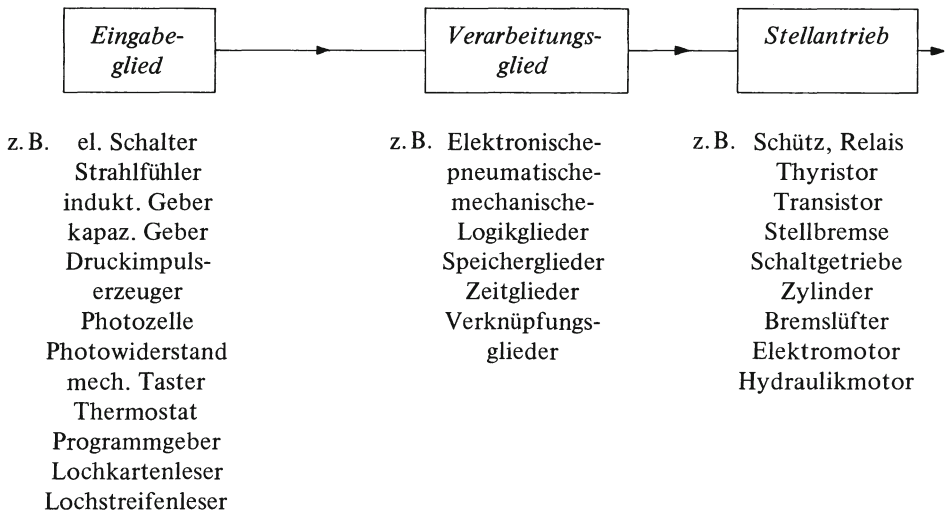 Eingabe-
glied
Verarbeitungs-
glied
Stellantrieb
z. B. el. Schalter
Strahlfühler
indukt. Geber
kapaz. Geber
Druckimpuls-
erzeuger
Photozelle
Photowiderstand
mech. Taster
Thermostat
Programmgeber
Lochkartenleser
Lochstreifenleser
z. B. Elektronische-
pneumatische-
mechanische-
Logikglieder
Speicherglieder
Zeitglieder
Verknüpfungs-
glieder
z. B. Schütz, Relais
Thyristor
Transistor
Stellbremse
Schaltgetriebe
Zylinder
Bremslüfter
Elektromotor
Hydraulikmotor